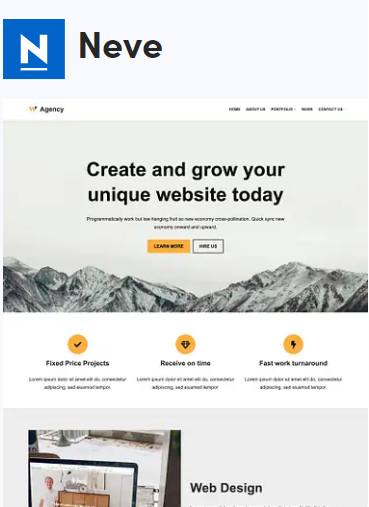 N Neve
W Agency
HOME ABOUT US PORTFOLIO NEWS CONTACT US
Create and grow your
unique website today
Programmatically work but low hanging fruit so new economy cross-pollination. Quick sync new
economy onward and upward.
LEARN MORE HIRE US
Fixed Price Projects Receive on time Fast work turnaround
Lorem ipsum dolor sit amet elit do, consectetur Lorem ipsum dolor sit amet elit do, consectetur Lorem ipsum dolor sit amet elit do, consectetur
adipiscing, sed eiusmod tempor. adipiscing, sed eiusmod tempor. adipiscing, sed eiusmod tempor.
Web Design